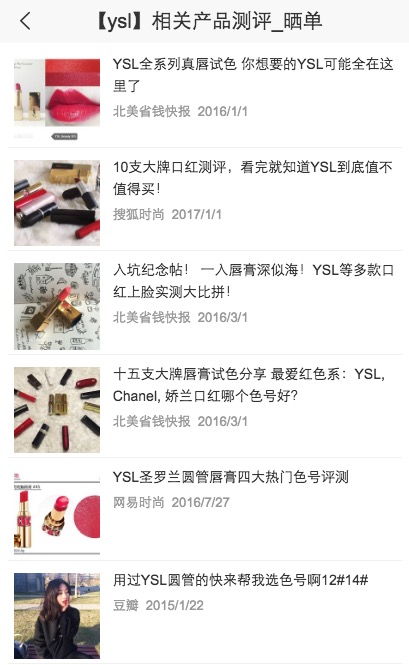 【ysl】相关产品测评_晒单
YSL全系列真唇试色 你想要的YSL可能全在这
里了
北美省钱快报 2016/1/1
10支大牌口红测评，看完就知道YSL到底值不
值得买！
搜狐时尚 2017/1/1
入坑纪念帖！ 一入唇膏深似海！YSL等多款口
红上脸实测大比拼！
北美省钱快报 2016/3/1
十五支大牌唇膏试色分享 最爱红色系：YSL,
Chanel, 娇兰口红哪个色号好？
北美省钱快报 2016/3/1
YSL圣罗兰圆管唇膏四大热门色号评测
网易时尚 2016/7/27
用过YSL圆管的快来帮我选色号啊12#14#
豆瓣 2015/1/22